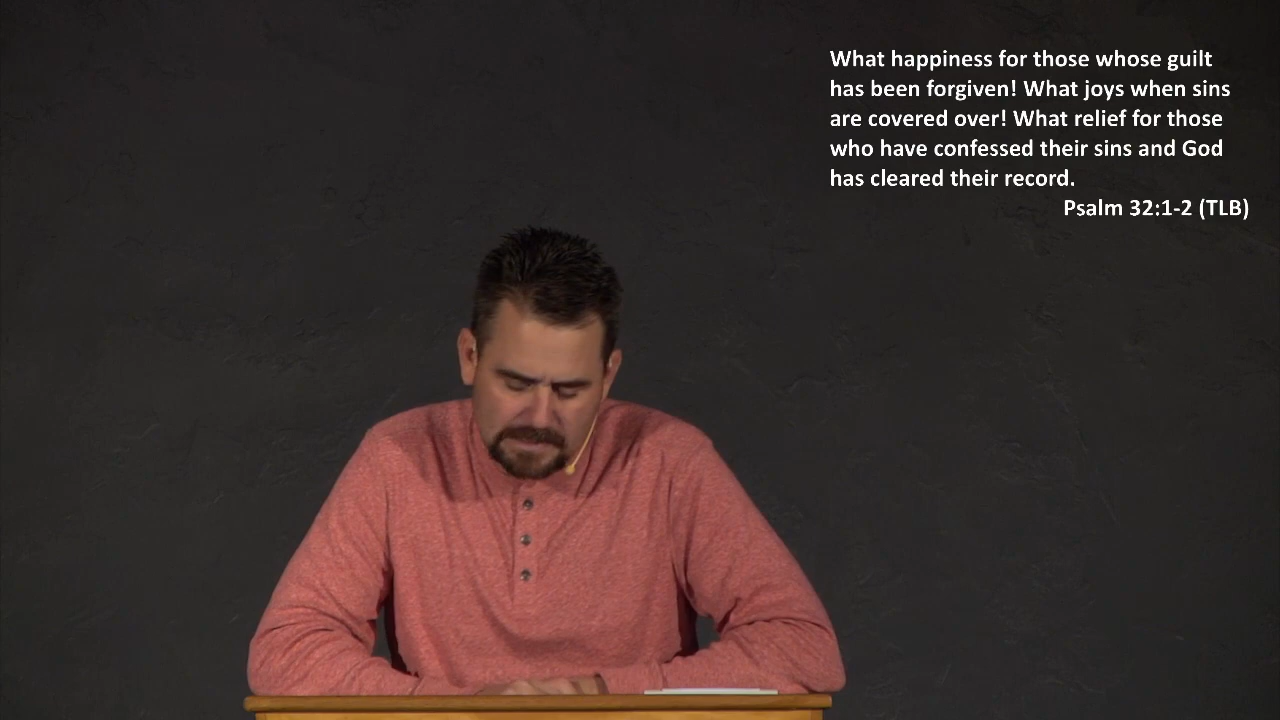 What happiness for those whose guilt
has been forgiven! What joys when sins
are covered over! What relief for those
who have confessed their sins and God
has cleared their record.
Psalm 32:1-2 (TLB)